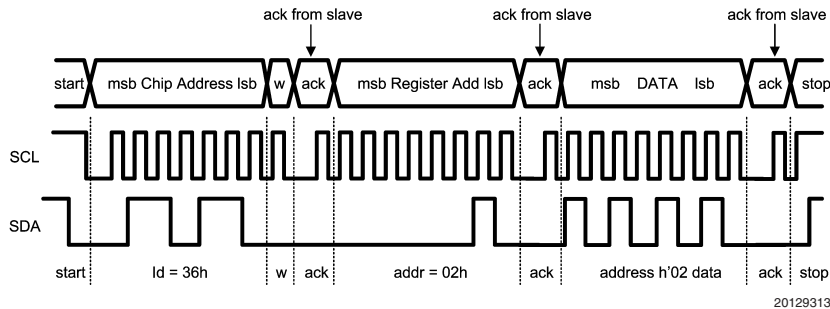 ack from slave ack from slave ack from slave
start msb Chip Address lsb w ack msb Register Add lsb ack msb DATA lsb ack stop
SCL
SDA
start Id = 36h w ack addr = 02h ack address h'02 data ack stop
20129313